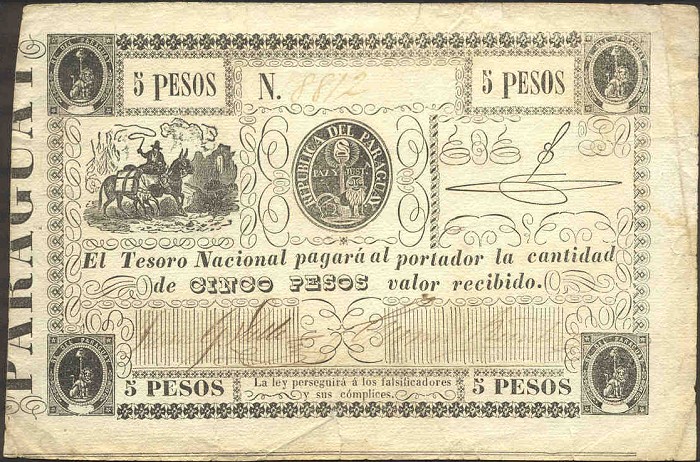 PARAGUAY
5 PESOS
N. 8812
5 PESOS
REPUBLICA DEL PARAGUAY
PAZ Y JUST.
El Tesoro Nacional pagará al portador la cantidad
de CINCO PESOS valor recibido.
5 PESOS
La ley perseguirá á los falsificadores
y sus cómplices.
5 PESOS